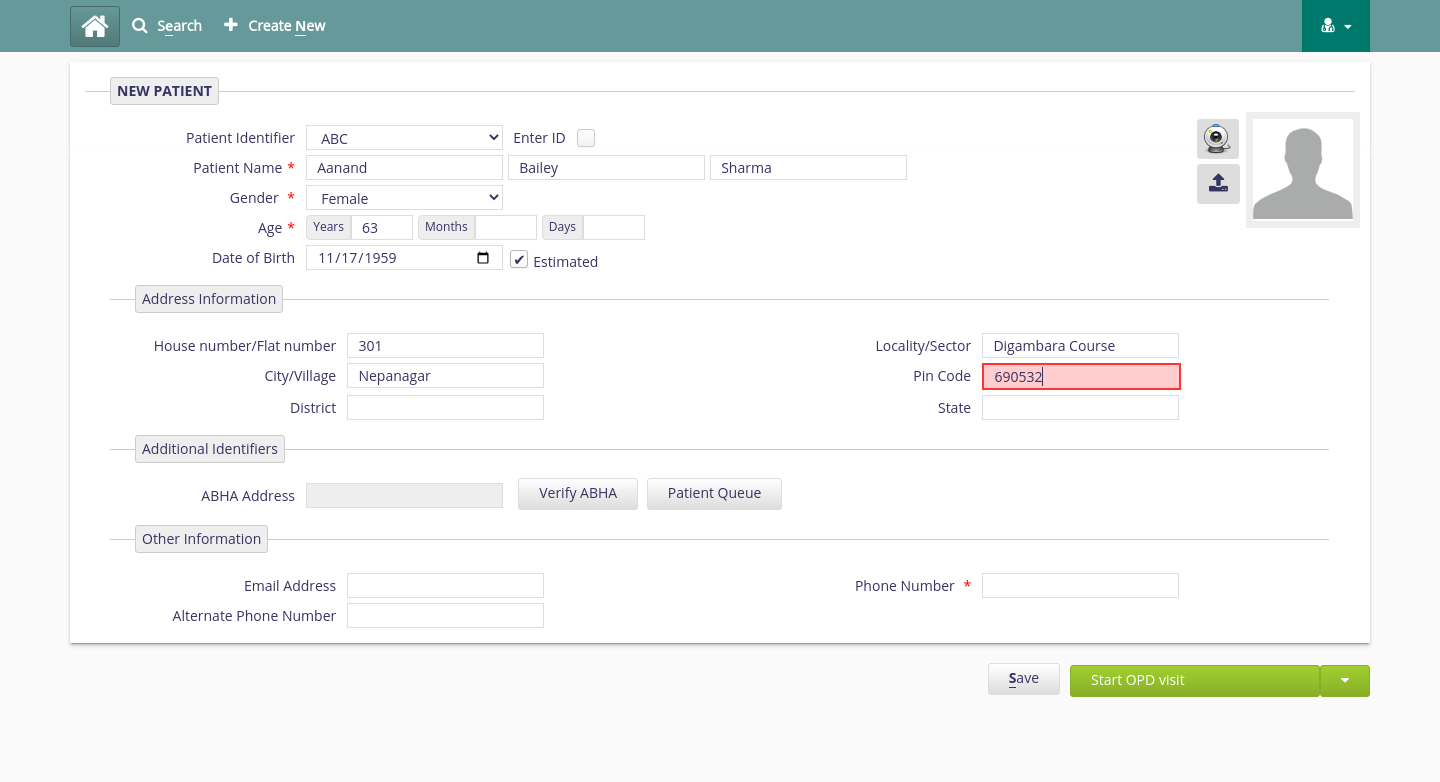 Search Create New
NEW PATIENT
Patient Identifier ABC Enter ID
Patient Name * Aanand Bailey Sharma
Gender * Female
Age * Years 63 Months Days
Date of Birth 11/17/1959 ✔ Estimated
Address Information
House number/Flat number 301 Locality/Sector Digambara Course
City/Village Nepanagar Pin Code 690532
District State
Additional Identifiers
ABHA Address Verify ABHA Patient Queue
Other Information
Email Address Phone Number *
Alternate Phone Number
Save Start OPD visit